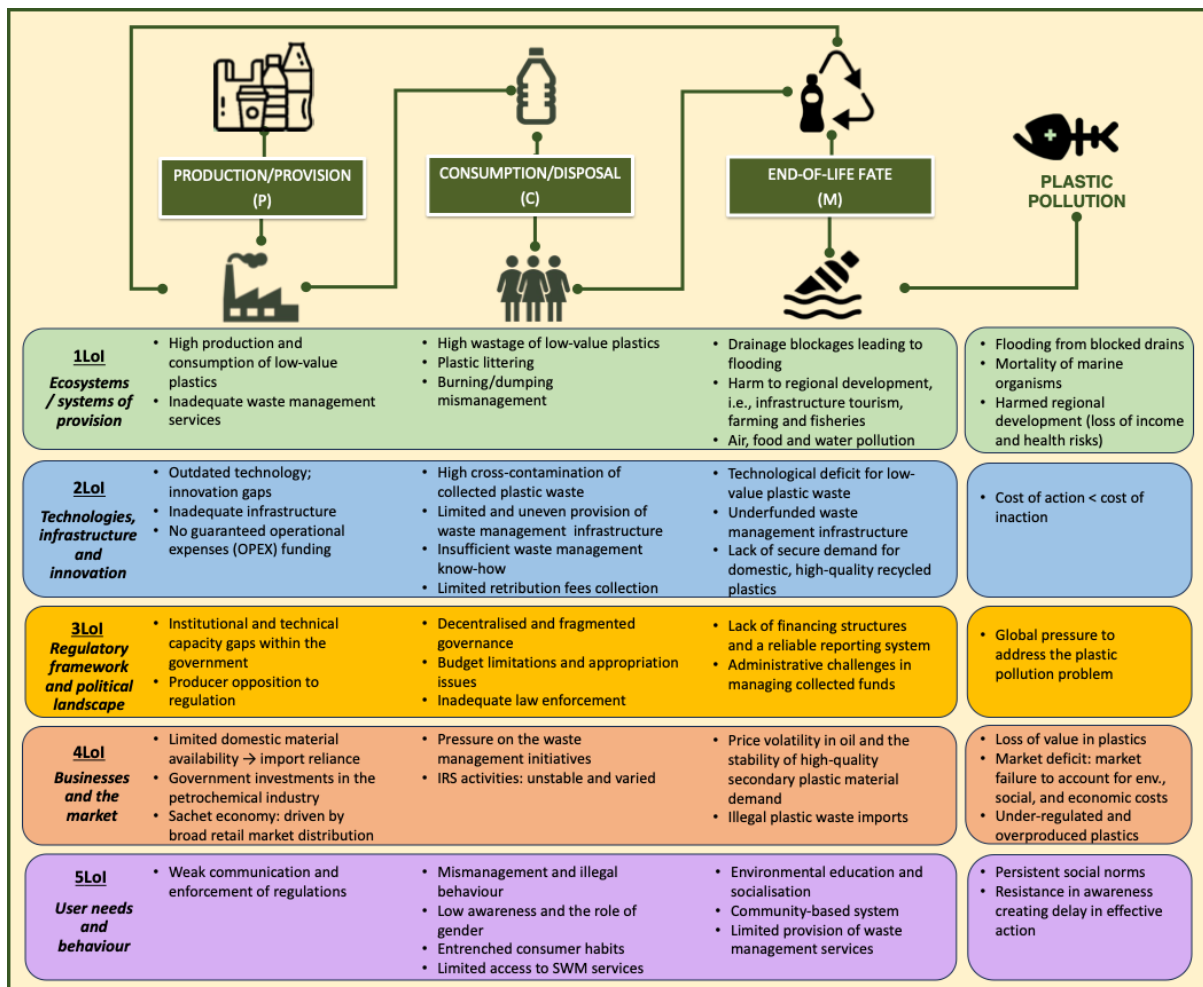 PRODUCTION/PROVISION
(P)
CONSUMPTION/DISPOSAL
(C)
END-OF-LIFE FATE
(M)
PLASTIC
POLLUTION
1LoI
Ecosystems
/ systems of
provision
• High production and
consumption of low-value
plastics
• Inadequate waste management
services
• High wastage of low-value plastics
• Plastic littering
• Burning/dumping
mismanagement
• Drainage blockages leading to
flooding
• Harm to regional development,
i.e., infrastructure tourism,
farming and fisheries
• Air, food and water pollution
• Flooding from blocked drains
• Mortality of marine
organisms
• Harmed regional
development (loss of income
and health risks)
2LoI
Technologies,
infrastructure
and
innovation
• Outdated technology;
innovation gaps
• Inadequate infrastructure
• No guaranteed operational
expenses (OPEX) funding
• High cross-contamination of
collected plastic waste
• Limited and uneven provision of
waste management infrastructure
• Insufficient waste management
know-how
• Limited retribution fees collection
• Technological deficit for low-
value plastic waste
• Underfunded waste
management infrastructure
• Lack of secure demand for
domestic, high-quality recycled
plastics
• Cost of action < cost of
inaction
3LoI
Regulatory
framework
and political
landscape
• Institutional and technical
capacity gaps within the
government
• Producer opposition to
regulation
• Decentralised and fragmented
governance
• Budget limitations and appropriation
issues
• Inadequate law enforcement
• Lack of financing structures
and a reliable reporting system
• Administrative challenges in
managing collected funds
• Global pressure to
address the plastic
pollution problem
4LoI
Businesses
and the
market
• Limited domestic material
availability → import reliance
• Government investments in the
petrochemical industry
• Sachet economy: driven by
broad retail market distribution
• Pressure on the waste
management initiatives
• IRS activities: unstable and varied
• Price volatility in oil and the
stability of high-quality
secondary plastic material
demand
• Illegal plastic waste imports
• Loss of value in plastics
• Market deficit: market
failure to account for env.,
social, and economic costs
• Under-regulated and
overproduced plastics
5LoI
User needs
and
behaviour
• Weak communication and
enforcement of regulations
• Mismanagement and illegal
behaviour
• Low awareness and the role of
gender
• Entrenched consumer habits
• Limited access to SWM services
• Environmental education and
socialisation
• Community-based system
• Limited provision of waste
management services
• Persistent social norms
• Resistance in awareness
creating delay in effective
action